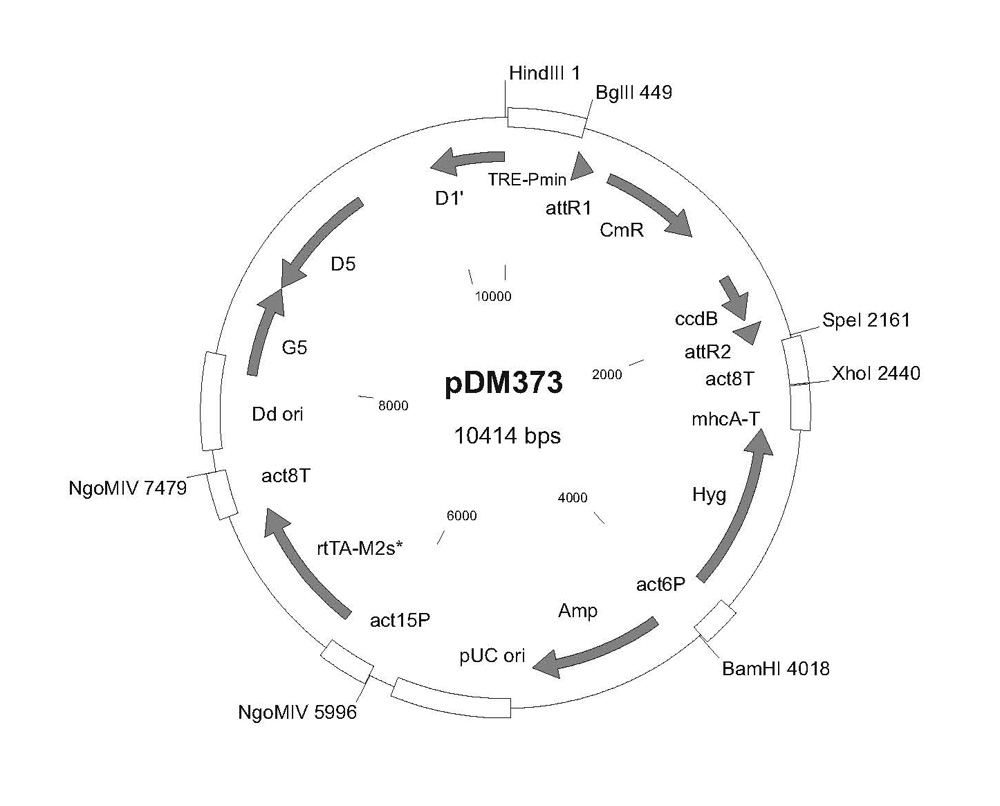 HindIII 1
BglII 449
TRE-Pmin
D1'
attR1
CmR
D5
10000
ccdB
SpeI 2161
G5
attR2
act8T
XhoI 2440
2000
pDM373
8000
Dd ori
mhcA-T
10414 bps
act8T
NgoMIV 7479
Hyg
4000
6000
rtTA-M2s*
act6P
Amp
act15P
pUC ori
BamHI 4018
NgoMIV 5996